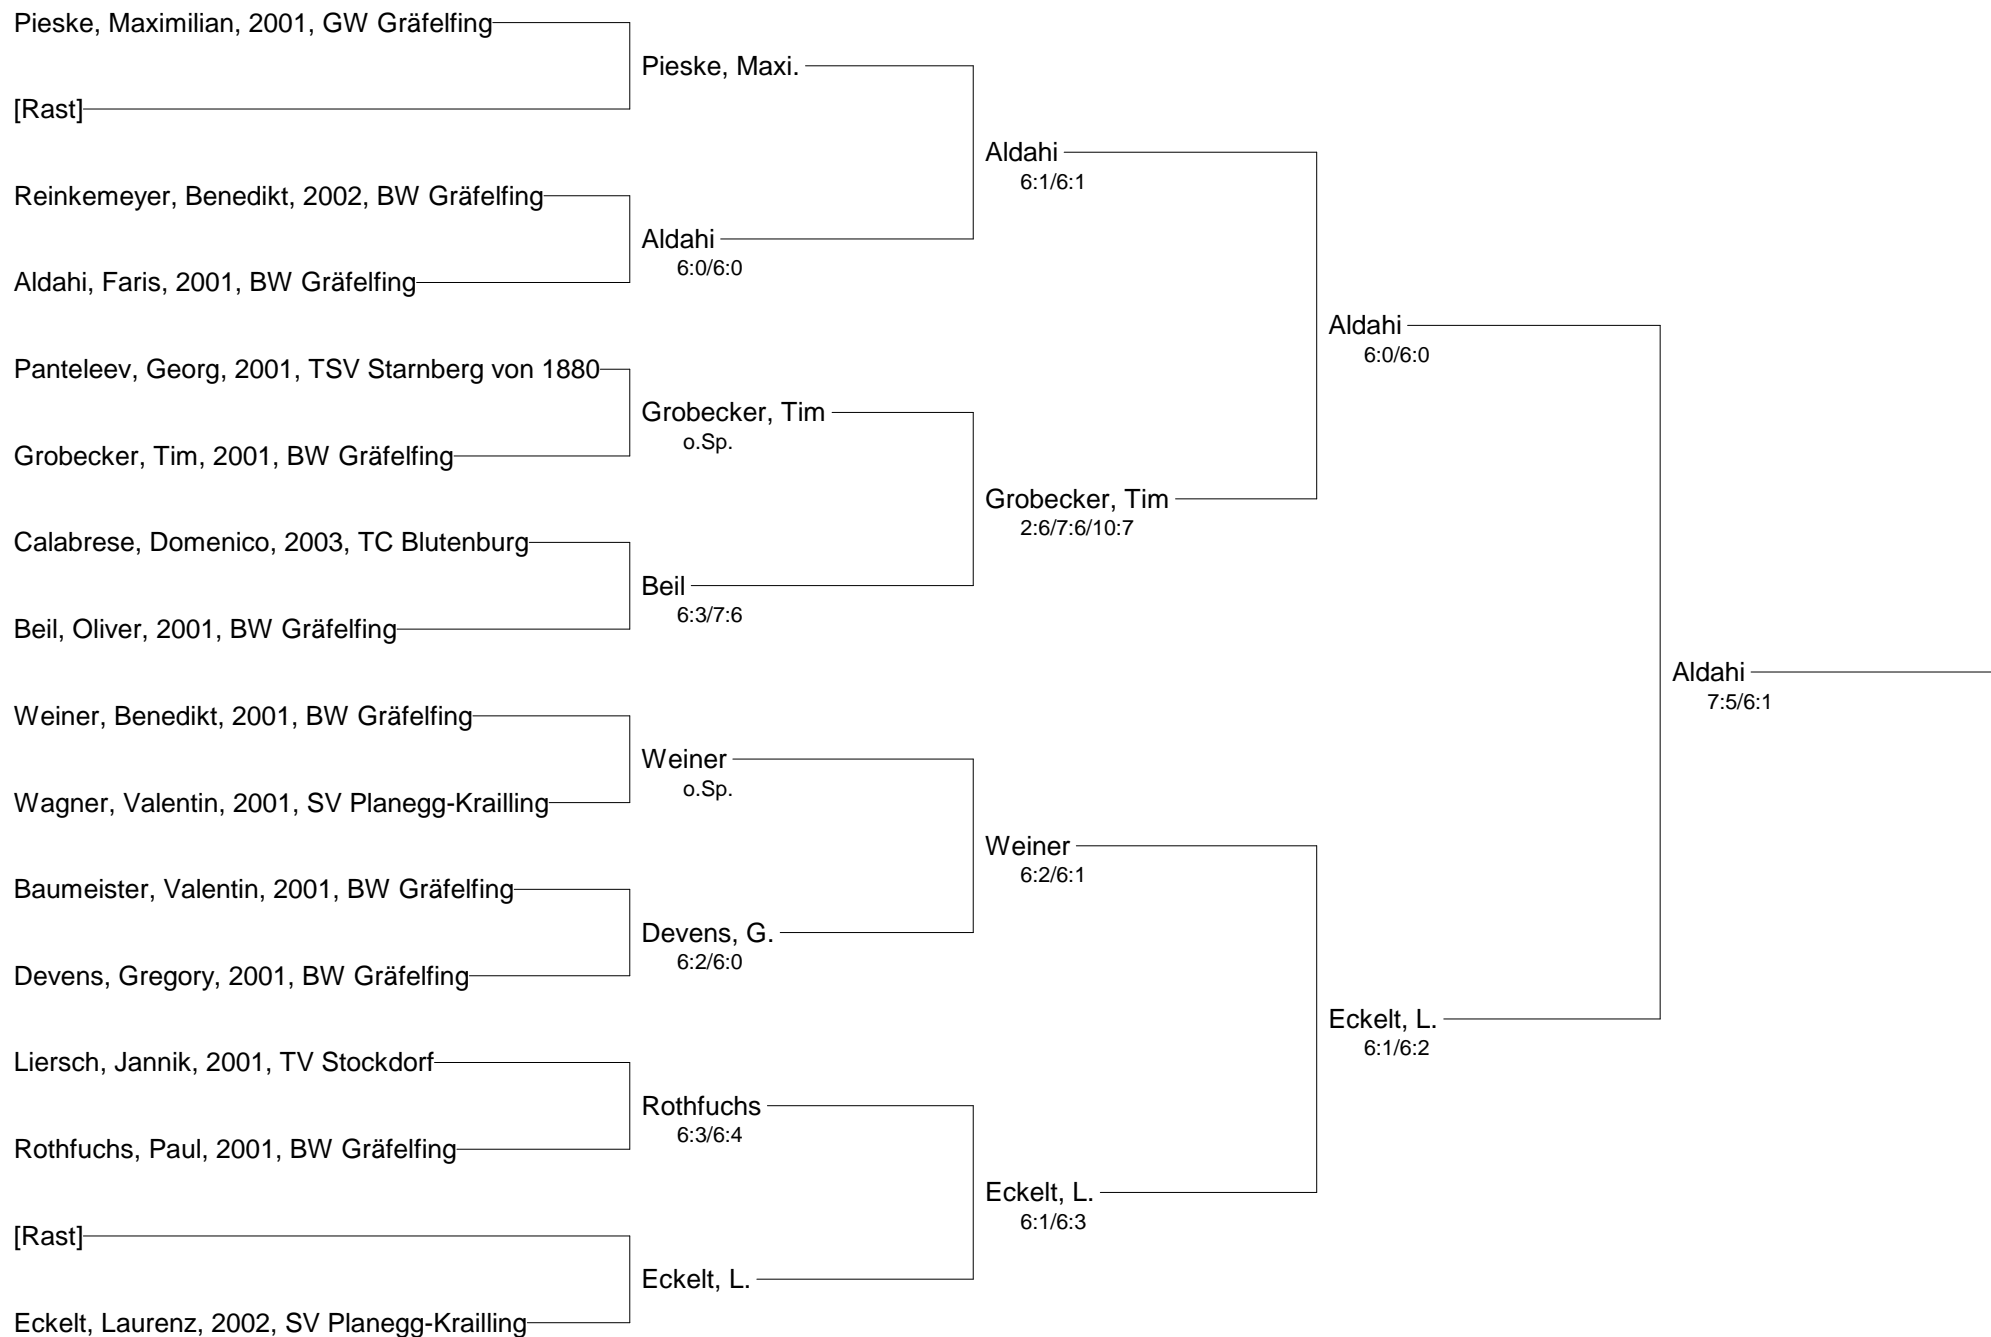 Pieske, Maximilian, 2001, GW Gräfelfing
Pieske, Maxi.
[Rast]
Aldahi
6:1/6:1
Reinkemeyer, Benedikt, 2002, BW Gräfelfing
Aldahi
6:0/6:0
Aldahi, Faris, 2001, BW Gräfelfing
Aldahi
6:0/6:0
Panteleev, Georg, 2001, TSV Starnberg von 1880
Grobecker, Tim
o.Sp.
Grobecker, Tim, 2001, BW Gräfelfing
Grobecker, Tim
2:6/7:6/10:7
Calabrese, Domenico, 2003, TC Blutenburg
Beil
6:3/7:6
Beil, Oliver, 2001, BW Gräfelfing
Aldahi
7:5/6:1
Weiner, Benedikt, 2001, BW Gräfelfing
Weiner
o.Sp.
Wagner, Valentin, 2001, SV Planegg-Krailling
Weiner
6:2/6:1
Baumeister, Valentin, 2001, BW Gräfelfing
Devens, G.
6:2/6:0
Devens, Gregory, 2001, BW Gräfelfing
Eckelt, L.
6:1/6:2
Liersch, Jannik, 2001, TV Stockdorf
Rothfuchs
6:3/6:4
Rothfuchs, Paul, 2001, BW Gräfelfing
Eckelt, L.
6:1/6:3
[Rast]
Eckelt, L.
Eckelt, Laurenz, 2002, SV Planegg-Krailling